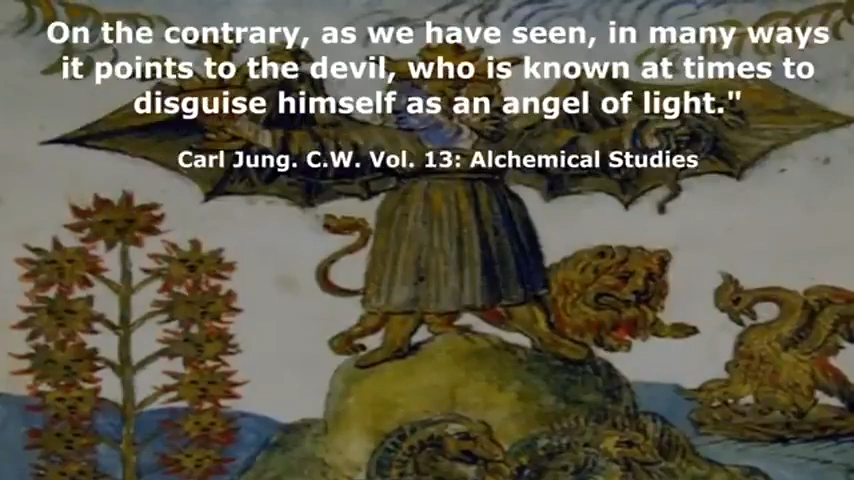 On the contrary, as we have seen, in many ways
it points to the devil, who is known at times to
disguise himself as an angel of light."
Carl Jung. C.W. Vol. 13: Alchemical Studies